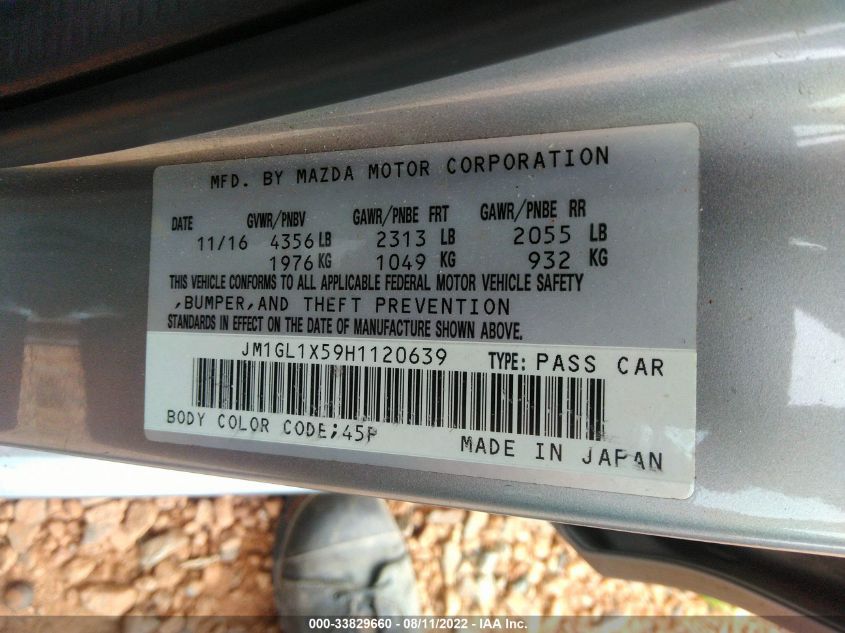 MFD. BY MAZDA MOTOR CORPORATION
DATE GVWR/PNBV GAWR/PNBE FRT GAWR/PNBE RR
11/16 4356 LB 2313 LB 2055 LB
1976 KG 1049 KG 932 KG
THIS VEHICLE CONFORMS TO ALL APPLICABLE FEDERAL MOTOR VEHICLE SAFETY
,BUMPER,AND THEFT PREVENTION
STANDARDS IN EFFECT ON THE DATE OF MANUFACTURE SHOWN ABOVE.
JM1GL1X59H1120639 TYPE: PASS CAR
BODY COLOR CODE;45P
MADE IN JAPAN
000-33829660 - 08/11/2022 - IAA Inc.